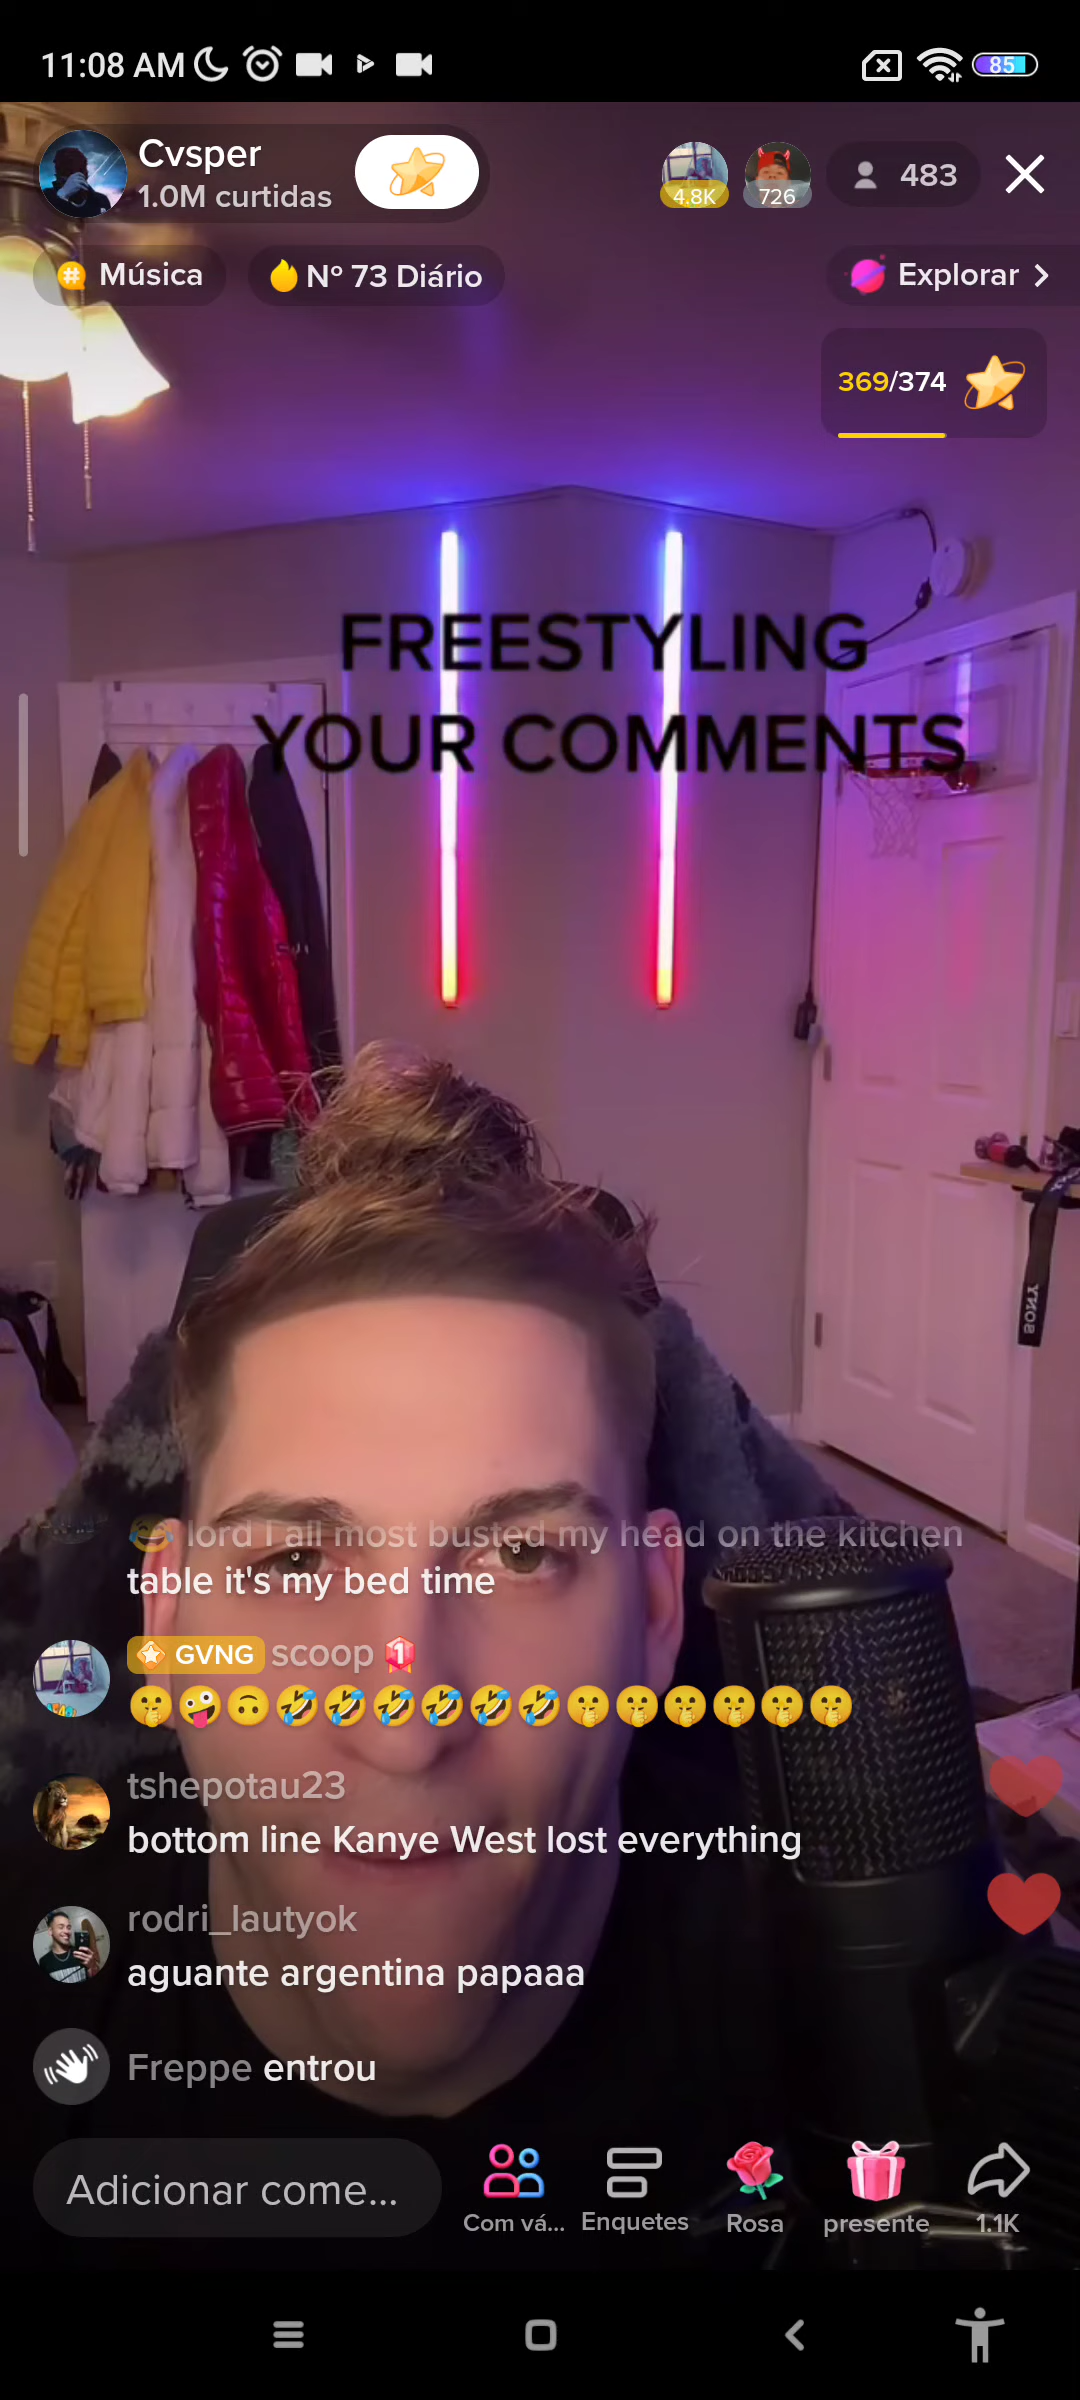 11:08 AM
85
Cvsper
1.0M curtidas
4.8K
726
483
Música
Nº 73 Diário
Explorar
369/374
FREESTYLING
YOUR COMMENTS
SONY
😂 lord I all most busted my head on the kitchen
table it's my bed time
GVNG scoop 1
🤫🤪🙃🤣🤣🤣🤣🤣🤣🤫🤫🤫🤫🤫🤫
tshepotau23
bottom line Kanye West lost everything
rodri_lautyok
aguante argentina papaaa
Freppe entrou
Adicionar come...
Com vá...
Enquetes
Rosa
presente
1.1K